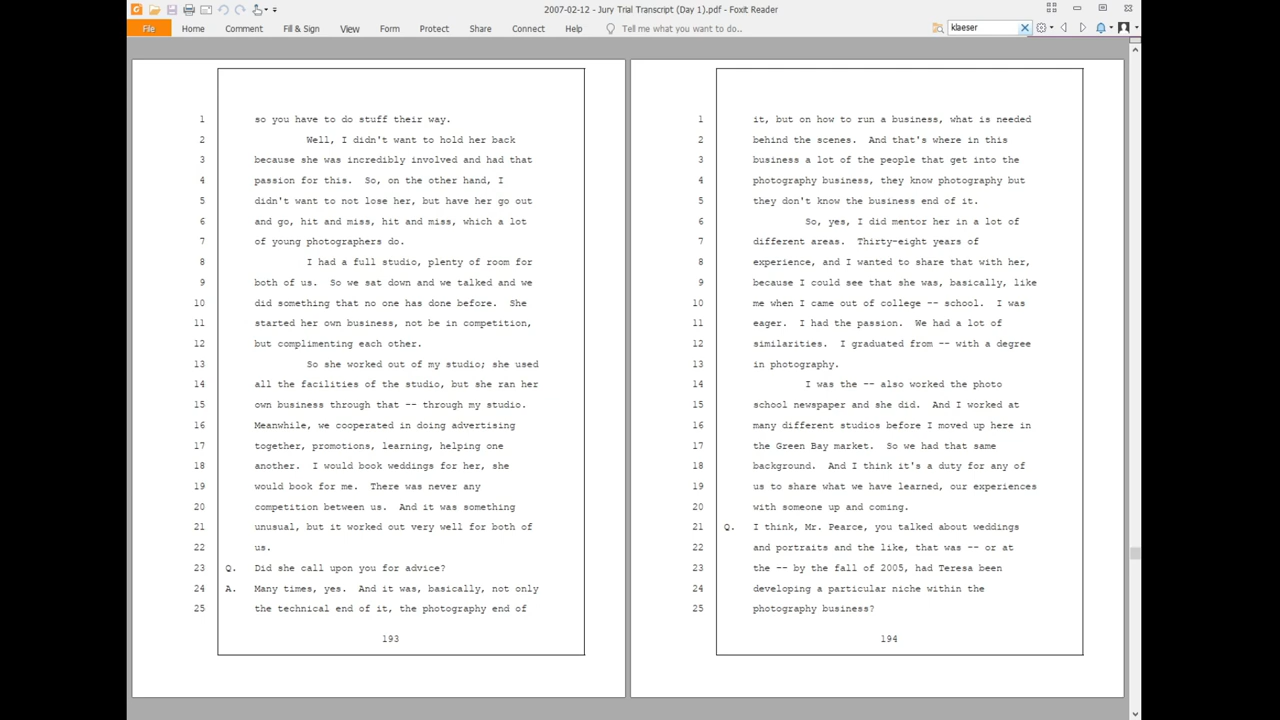 2007-02-12 - Jury Trial Transcript (Day 1).pdf - Foxit Reader
File Home Comment Fill & Sign View Form Protect Share Connect Help Tell me what you want to do.. klaeser
1 so you have to do stuff their way.
2 Well, I didn't want to hold her back
3 because she was incredibly involved and had that
4 passion for this. So, on the other hand, I
5 didn't want to not lose her, but have her go out
6 and go, hit and miss, hit and miss, which a lot
7 of young photographers do.
8 I had a full studio, plenty of room for
9 both of us. So we sat down and we talked and we
10 did something that no one has done before. She
11 started her own business, not be in competition,
12 but complimenting each other.
13 So she worked out of my studio; she used
14 all the facilities of the studio, but she ran her
15 own business through that -- through my studio.
16 Meanwhile, we cooperated in doing advertising
17 together, promotions, learning, helping one
18 another. I would book weddings for her, she
19 would book for me. There was never any
20 competition between us. And it was something
21 unusual, but it worked out very well for both of
22 us.
23 Q. Did she call upon you for advice?
24 A. Many times, yes. And it was, basically, not only
25 the technical end of it, the photography end of
193
1 it, but on how to run a business, what is needed
2 behind the scenes. And that's where in this
3 business a lot of the people that get into the
4 photography business, they know photography but
5 they don't know the business end of it.
6 So, yes, I did mentor her in a lot of
7 different areas. Thirty-eight years of
8 experience, and I wanted to share that with her,
9 because I could see that she was, basically, like
10 me when I came out of college -- school. I was
11 eager. I had the passion. We had a lot of
12 similarities. I graduated from -- with a degree
13 in photography.
14 I was the -- also worked the photo
15 school newspaper and she did. And I worked at
16 many different studios before I moved up here in
17 the Green Bay market. So we had that same
18 background. And I think it's a duty for any of
19 us to share what we have learned, our experiences
20 with someone up and coming.
21 Q. I think, Mr. Pearce, you talked about weddings
22 and portraits and the like, that was -- or at
23 the -- by the fall of 2005, had Teresa been
24 developing a particular niche within the
25 photography business?
194